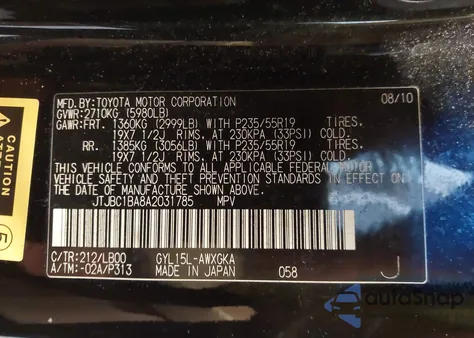 MFD. BY: TOYOTA MOTOR CORPORATION 08/10
GVWR: 2710KG (5980LB)
GAWR: FRT. 1360KG (2999LB) WITH P235/55R19 TIRES.
19X7 1/2J RIMS, AT 230KPA (33PSI) COLD.
RR. 1385KG (3056LB) WITH P235/55R19 TIRES.
19X7 1/2J RIMS, AT 230KPA (33PSI) COLD.
THIS VEHICLE CONFORMS TO ALL APPLICABLE FEDERAL MOTOR
VEHICLE SAFETY AND THEFT PREVENTION STANDARDS IN EFFECT ON
THE DATE OF MANUFACTURE SHOWN ABOVE.
JTJBC1BA8A2031785 MPV
C/TR: 212/LB00 GYL15L-AWXGKA
A/TM: -02A/P313 MADE IN JAPAN 058 J
CAUTION
autosnap